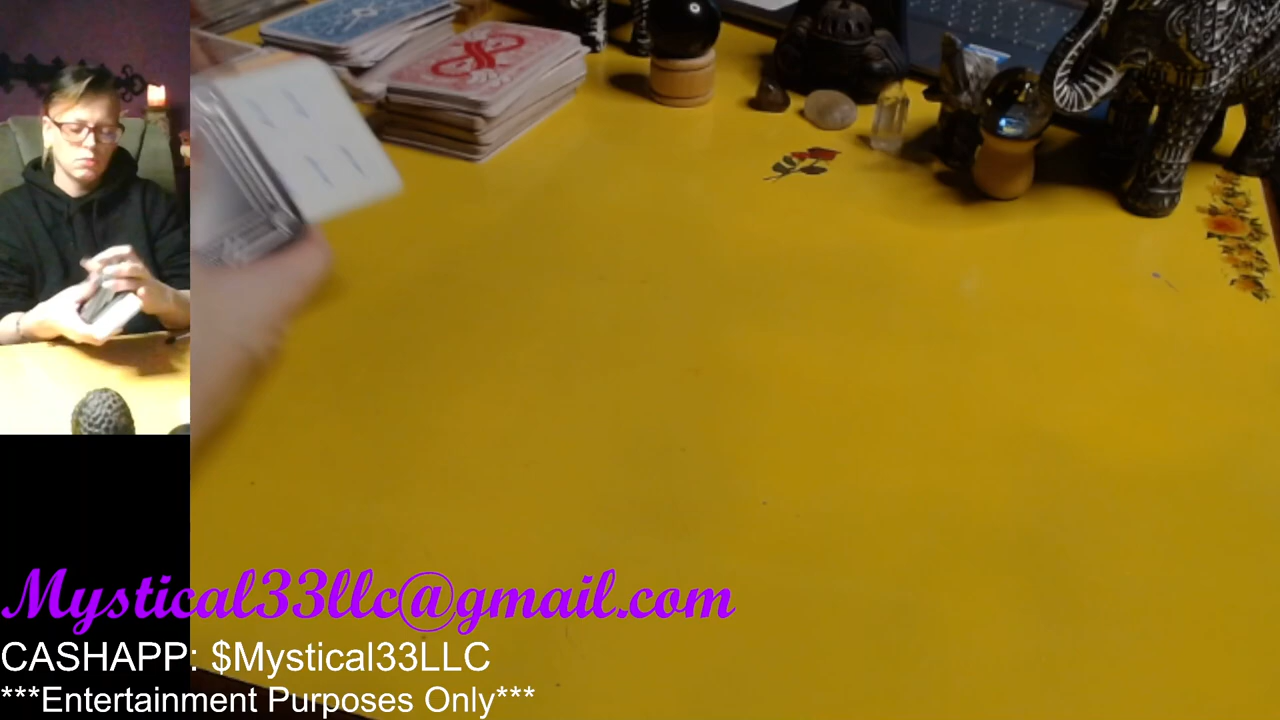 Mystical33llc@gmail.com
CASHAPP: $Mystical33LLC
***Entertainment Purposes Only***